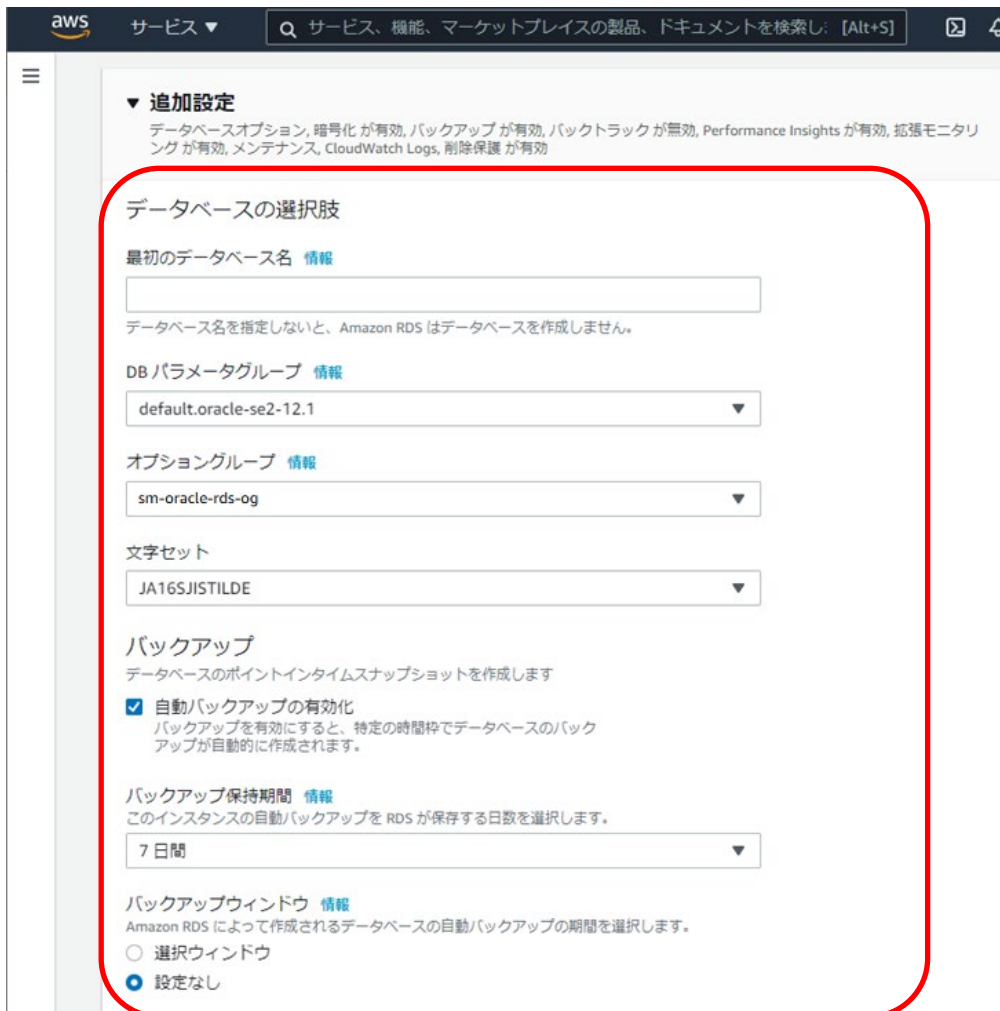 aws サービス ▼ サービス、機能、マーケットプレイスの製品、ドキュメントを検索し [Alt+S]
▼ 追加設定
データベースオプション, 暗号化 が有効, バックアップ が有効, バックトラック が無効, Performance Insights が有効, 拡張モニタリ
ング が有効, メンテナンス, CloudWatch Logs, 削除保護 が有効
データベースの選択肢
最初のデータベース名 情報
データベース名を指定しないと、Amazon RDS はデータベースを作成しません。
DB パラメータグループ 情報
default.oracle-se2-12.1
オプショングループ 情報
sm-oracle-rds-og
文字セット
JA16SJISTILDE
バックアップ
データベースのポイントインタイムスナップショットを作成します
自動バックアップの有効化
バックアップを有効にすると、特定の時間枠でデータベースのバック
アップが自動的に作成されます。
バックアップ保持期間 情報
このインスタンスの自動バックアップを RDS が保存する日数を選択します。
7 日間
バックアップウィンドウ 情報
Amazon RDS によって作成されるデータベースの自動バックアップの期間を選択します。
選択ウィンドウ
設定なし